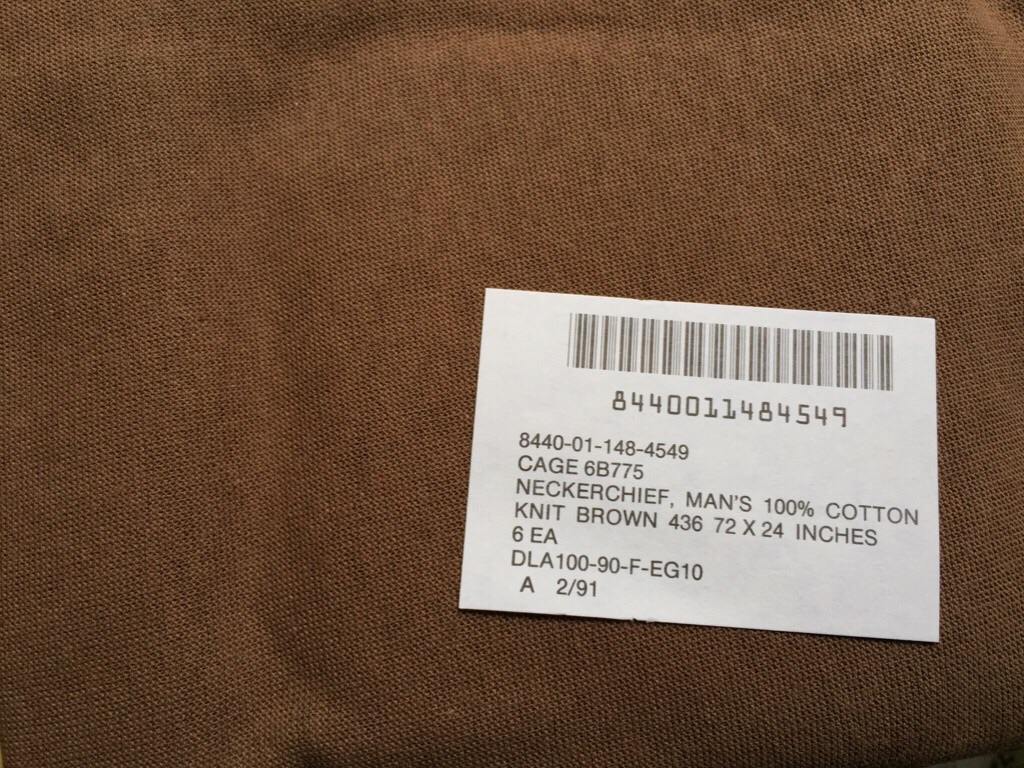 8440011484549
8440-01-148-4549
CAGE 6B775
NECKERCHIEF, MAN'S 100% COTTON
KNIT BROWN 436 72 X 24 INCHES
6 EA
DLA100-90-F-EG10
A 2/91